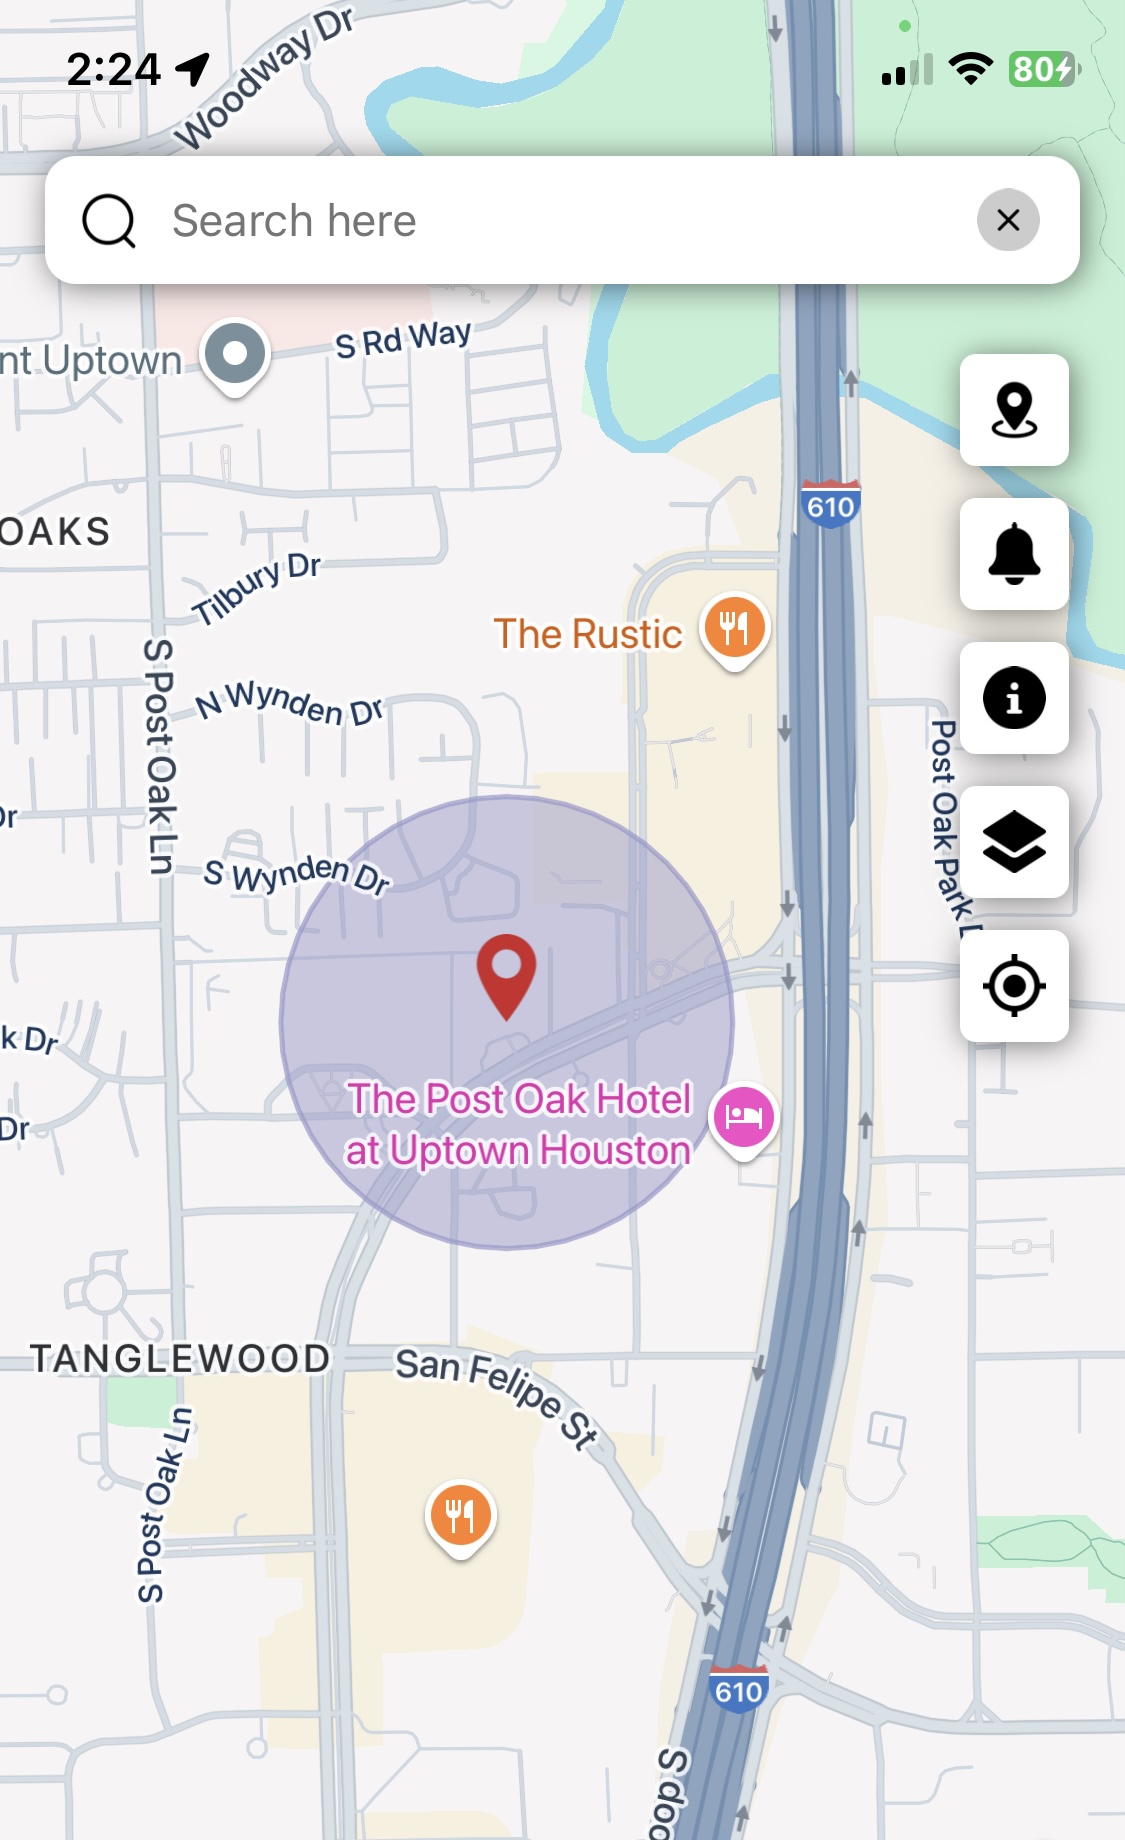 2:24
80
Woodway Dr
Search here
nt Uptown
S Rd Way
610
OAKS
Tilbury Dr
The Rustic
S Post Oak Ln
N Wynden Dr
Post Oak Park D
Dr
S Wynden Dr
k Dr
The Post Oak Hotel
at Uptown Houston
Dr
TANGLEWOOD
San Felipe St
S Post Oak Ln
610
oop S